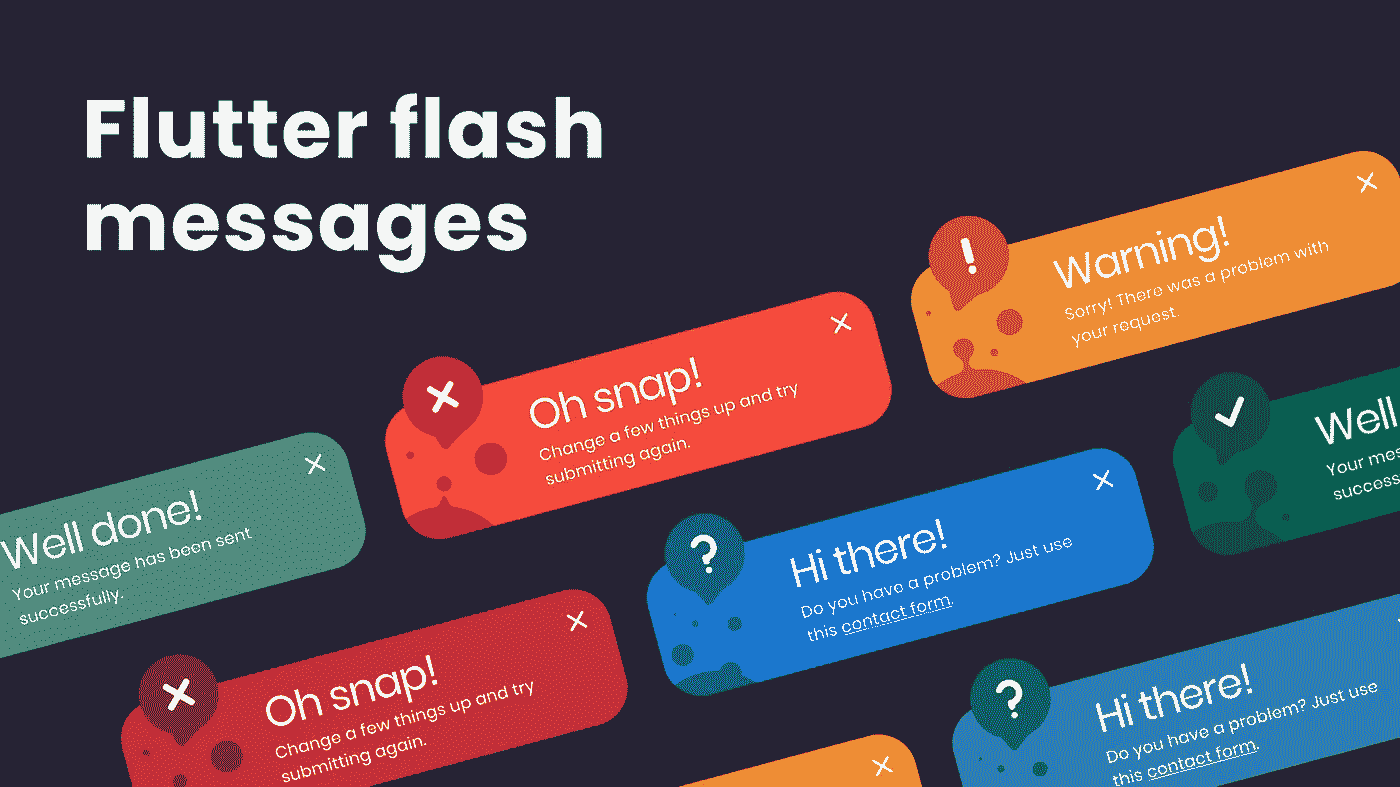 Flutter flash
messages
Warning!
Sorry! There was a problem with
your request.
Oh snap!
Change a few things up and try
submitting again.
Well
Your mes
success
Well done!
Your message has been sent
successfully.
Hi there!
Do you have a problem? Just use
this contact form.
Oh snap!
Change a few things up and try
submitting again.
Hi there!
Do you have a problem? Just use
this contact form.